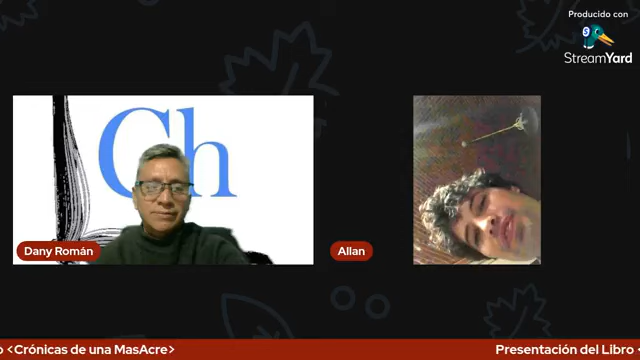 Producido con
StreamYard
Ch
Dany Román
Allan
o <Crónicas de una MasAcre>
Presentación del Libro <